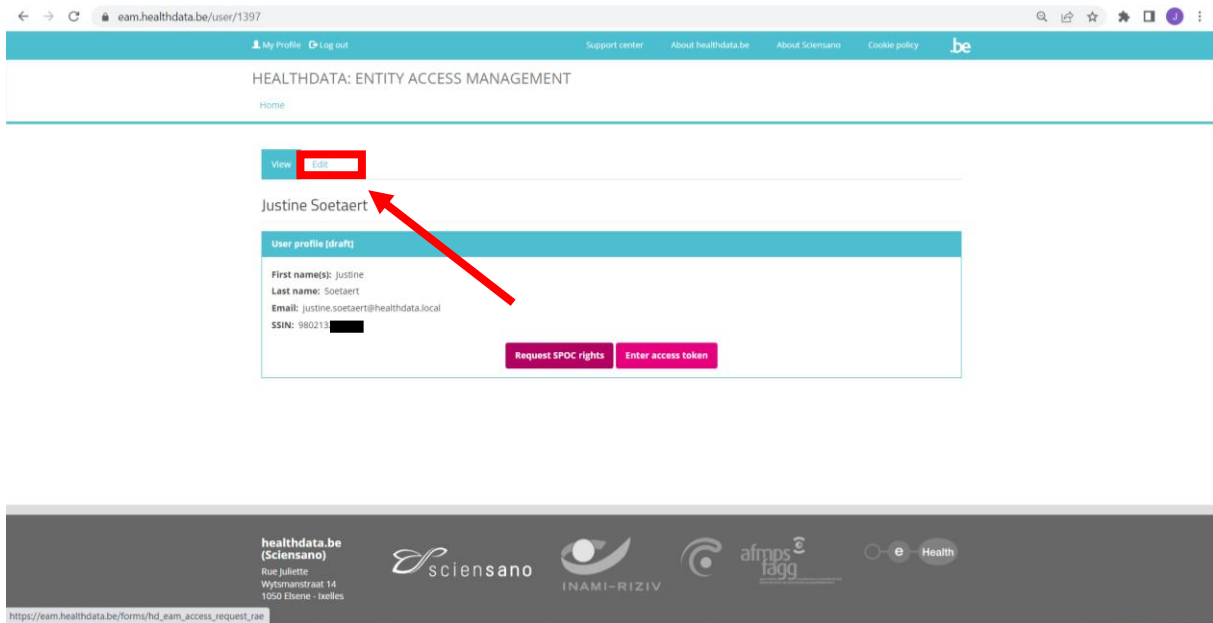 eam.healthdata.be/user/1397
J
My Profile Log out Support center About healthdata.be About Sciensano Cookie policy .be
HEALTHDATA: ENTITY ACCESS MANAGEMENT
Home
View Edit
Justine Soetaert
User profile [draft]
First name(s): Justine
Last name: Soetaert
Email: justine.soetaert@healthdata.local
SSIN: 980213
Request SPOC rights Enter access token
healthdata.be
(Sciensano)
Rue Juliette
Wytsmanstraat 14
1050 Elsene - Ixelles
sciensano
INAMI-RIZIV
afmps
fagg
e Health
https://eam.healthdata.be/forms/hd_eam_access_request_rae